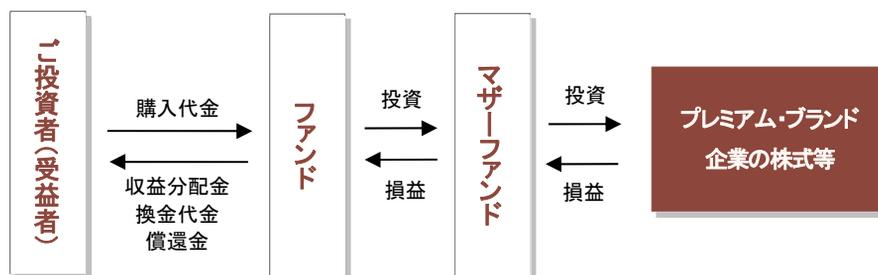 ご投資者(受益者)
購入代金
収益分配金
換金代金
償還金
ファンド
投資
損益
マザーファンド
投資
損益
プレミアム・ブランド
企業の株式等